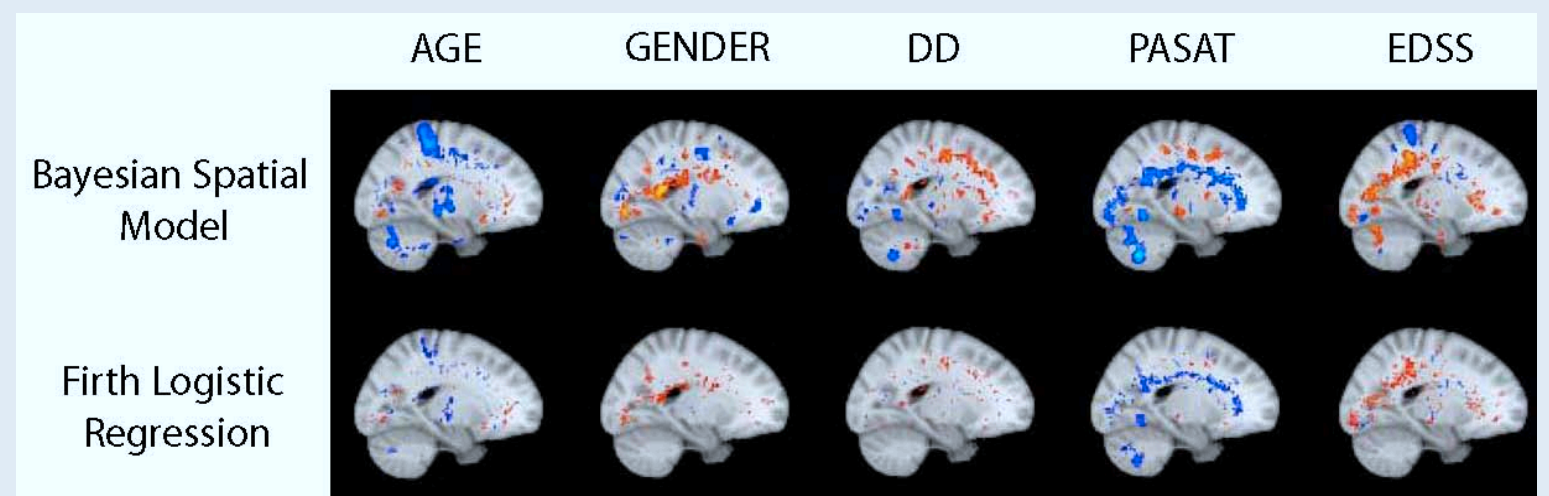 AGE GENDER DD PASAT EDSS
Bayesian Spatial
Model
Firth Logistic
Regression